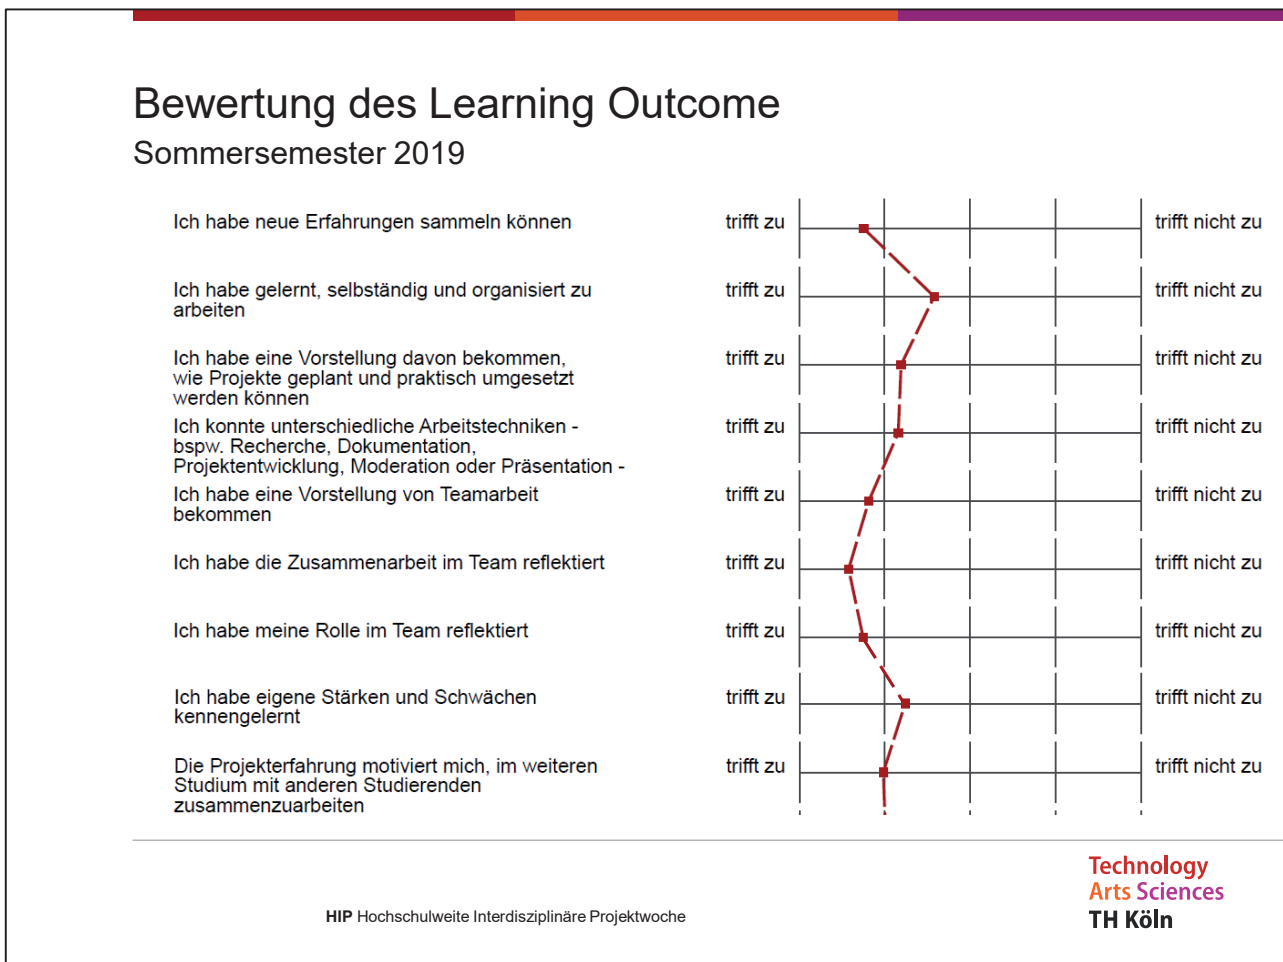 Bewertung des Learning Outcome
Sommersemester 2019
Ich habe neue Erfahrungen sammeln können trifft zu trifft nicht zu
Ich habe gelernt, selbständig und organisiert zu trifft zu trifft nicht zu
arbeiten
Ich habe eine Vorstellung davon bekommen, trifft zu trifft nicht zu
wie Projekte geplant und praktisch umgesetzt
werden können
Ich konnte unterschiedliche Arbeitstechniken - trifft zu trifft nicht zu
bspw. Recherche, Dokumentation,
Projektentwicklung, Moderation oder Präsentation -
Ich habe eine Vorstellung von Teamarbeit trifft zu trifft nicht zu
bekommen
Ich habe die Zusammenarbeit im Team reflektiert trifft zu trifft nicht zu
Ich habe meine Rolle im Team reflektiert trifft zu trifft nicht zu
Ich habe eigene Stärken und Schwächen trifft zu trifft nicht zu
kennengelernt
Die Projekterfahrung motiviert mich, im weiteren trifft zu trifft nicht zu
Studium mit anderen Studierenden
zusammenzuarbeiten
HIP Hochschulweite Interdisziplinäre Projektwoche
Technology
Arts Sciences
TH Köln